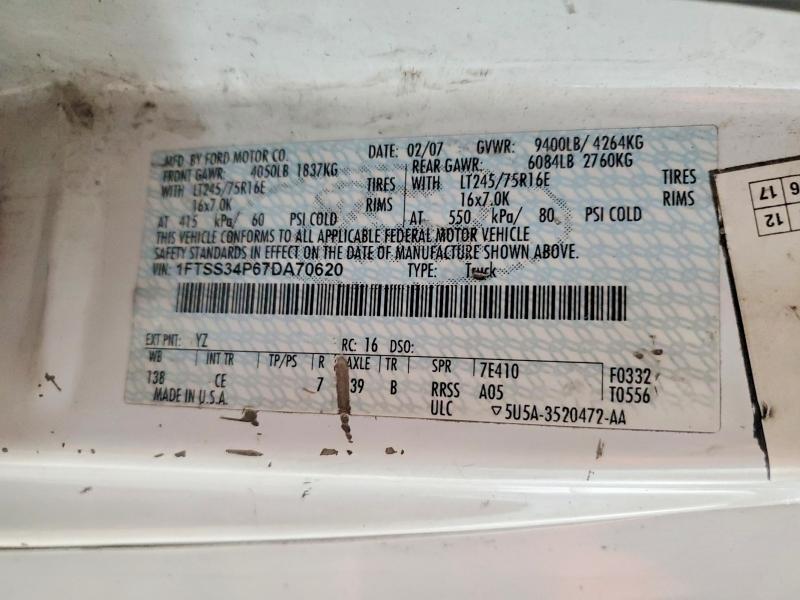 MFD. BY FORD MOTOR CO. DATE: 02/07 GVWR: 9400LB/ 4264KG
FRONT GAWR: 4050LB 1837KG REAR GAWR: 6084LB 2760KG
WITH LT245/75R16E TIRES WITH LT245/75R16E TIRES
16x7.0K RIMS 16x7.0K RIMS
AT 415 kPa/ 60 PSI COLD AT 550 kPa/ 80 PSI COLD
THIS VEHICLE CONFORMS TO ALL APPLICABLE FEDERAL MOTOR VEHICLE
SAFETY STANDARDS IN EFFECT ON THE DATE OF MANUFACTURE SHOWN ABOVE.
VIN: 1FTSS34P67DA70620 TYPE: Truck
EXT PNT: YZ RC: 16 DSO:
WB INT TR TP/PS R AXLE TR SPR 7E410 F0332
138 CE 7 39 B RRSS A05 T0556
MADE IN U.S.A. ULC 5U5A-3520472-AA
6
17
12